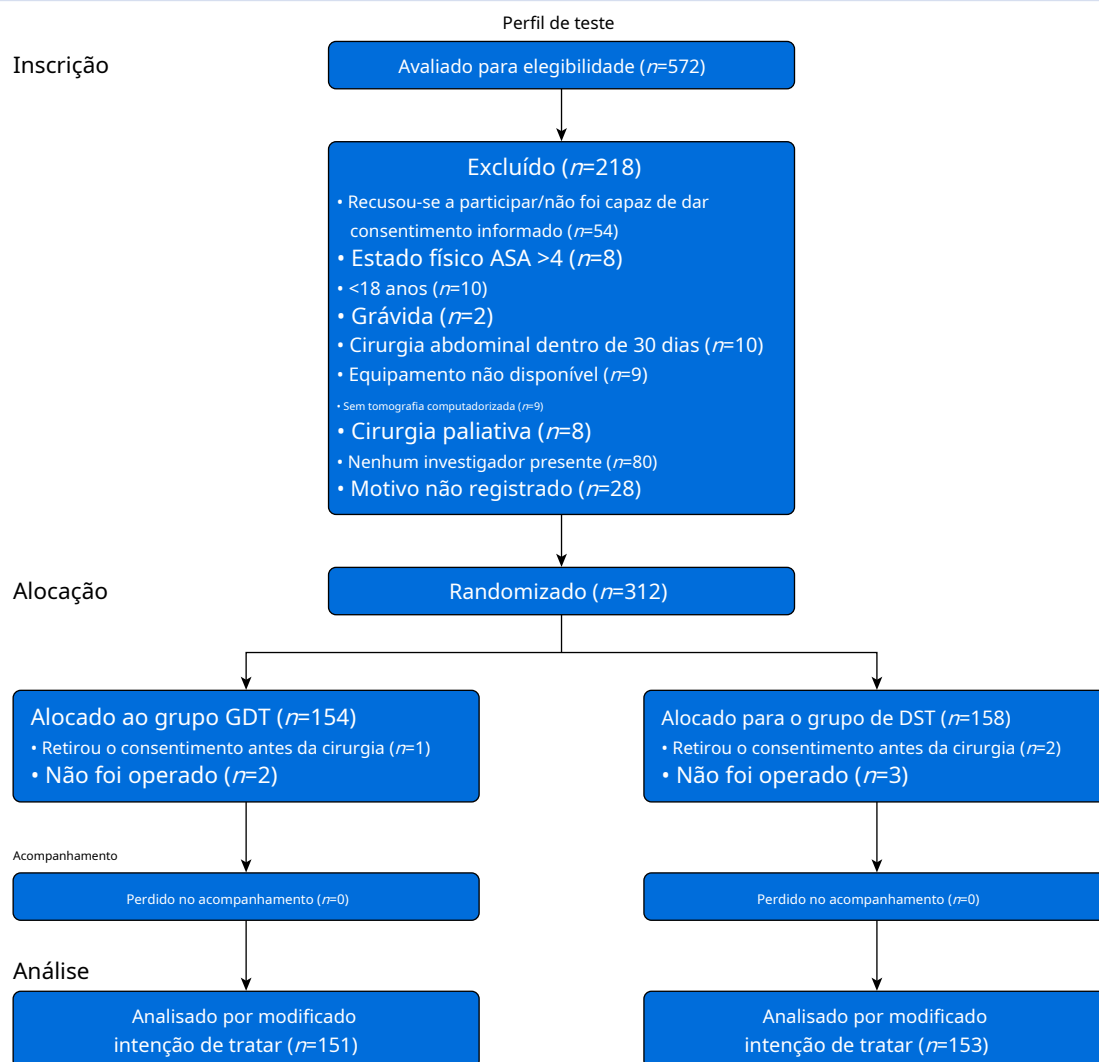 Perfil de teste
Inscrição
Avaliado para elegibilidade (n=572)
Excluído (n=218)
• Recusou-se a participar/não foi capaz de dar
consentimento informado (n=54)
• Estado físico ASA >4 (n=8)
• <18 anos (n=10)
• Grávida (n=2)
• Cirurgia abdominal dentro de 30 dias (n=10)
• Equipamento não disponível (n=9)
• Sem tomografia computadorizada (n=9)
• Cirurgia paliativa (n=8)
• Nenhum investigador presente (n=80)
• Motivo não registrado (n=28)
Alocação
Randomizado (n=312)
Alocado ao grupo GDT (n=154)
• Retirou o consentimento antes da cirurgia (n=1)
• Não foi operado (n=2)
Alocado para o grupo de DST (n=158)
• Retirou o consentimento antes da cirurgia (n=2)
• Não foi operado (n=3)
Acompanhamento
Perdido no acompanhamento (n=0)
Perdido no acompanhamento (n=0)
Análise
Analisado por modificado
intenção de tratar (n=151)
Analisado por modificado
intenção de tratar (n=153)